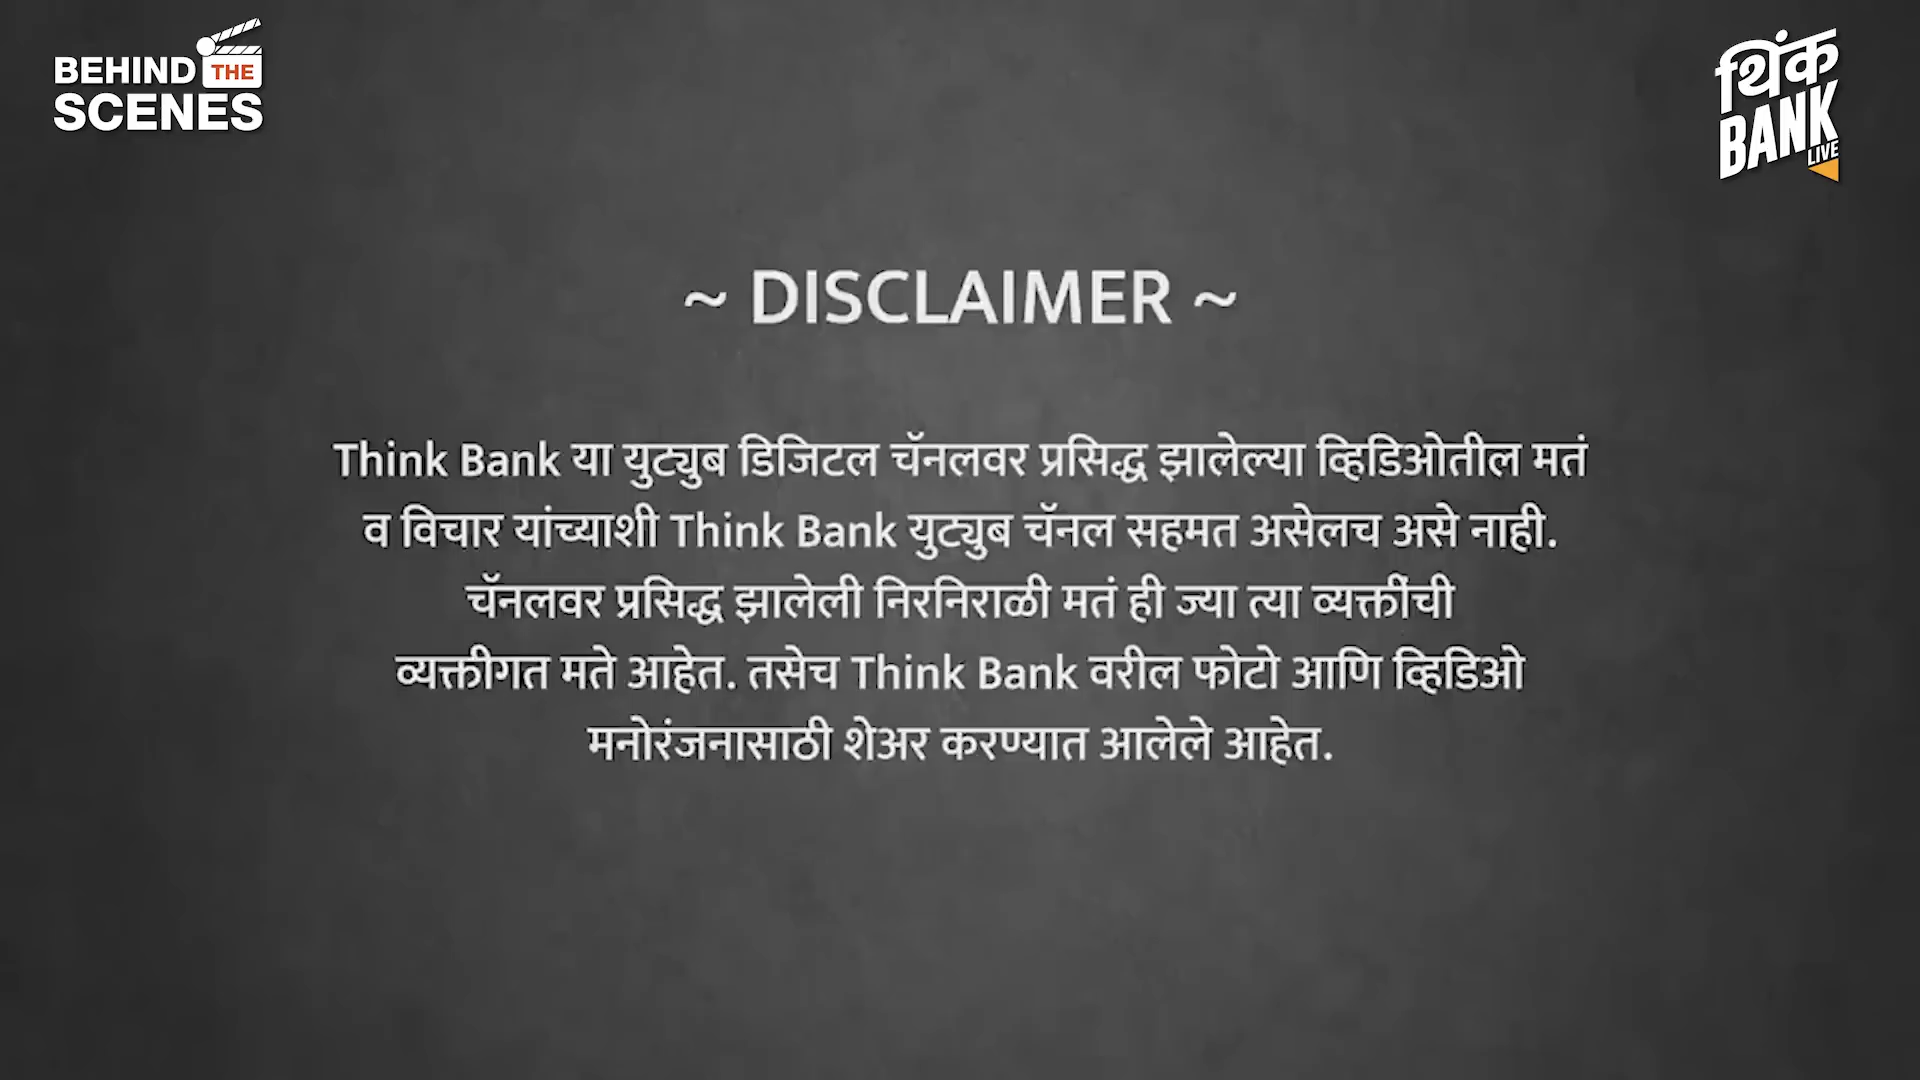 BEHIND THE
SCENES
थिंक
BANK
LIVE
~ DISCLAIMER ~
Think Bank या युट्युब डिजिटल चॅनलवर प्रसिद्ध झालेल्या व्हिडिओतील मतं
व विचार यांच्याशी Think Bank युट्युब चॅनल सहमत असेलच असे नाही.
चॅनलवर प्रसिद्ध झालेली निरनिराळी मतं ही ज्या त्या व्यक्तींची
व्यक्तीगत मते आहेत. तसेच Think Bank वरील फोटो आणि व्हिडिओ
मनोरंजनासाठी शेअर करण्यात आलेले आहेत.